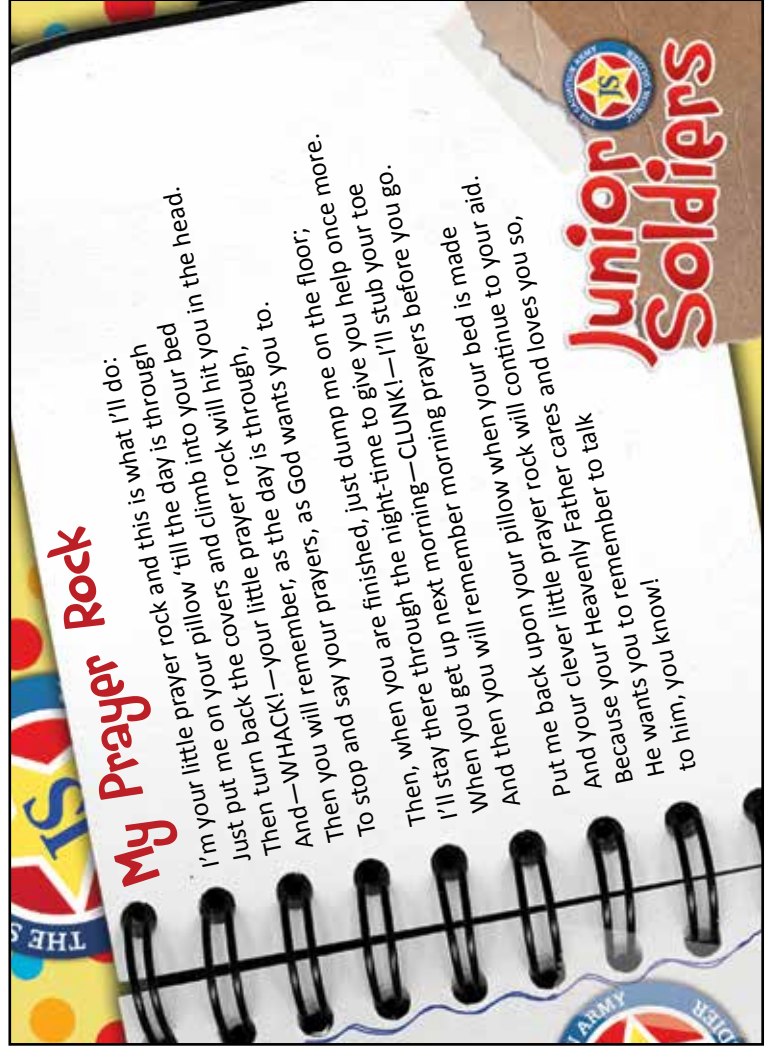 My Prayer Rock
I'm your little prayer rock and this is what I'll do:
Just put me on your pillow 'till the day is through
Then turn back the covers and climb into your bed
And—WHACK!—your little prayer rock will hit you in the head.
Then you will remember, as the day is through,
To stop and say your prayers, as God wants you to.
Then, when you are finished, just dump me on the floor;
I'll stay there through the night-time to give you help once more.
When you get up next morning—CLUNK!—I'll stub your toe
And then you will remember morning prayers before you go.
Put me back upon your pillow when your bed is made
And your clever little prayer rock will continue to your aid.
Because your Heavenly Father cares and loves you so,
He wants you to remember to talk
to him, you know!
THE SALVATION ARMY
JS
JUNIOR SOLDIER
Junior
Soldiers
THE S
JS
ARMY
DIER